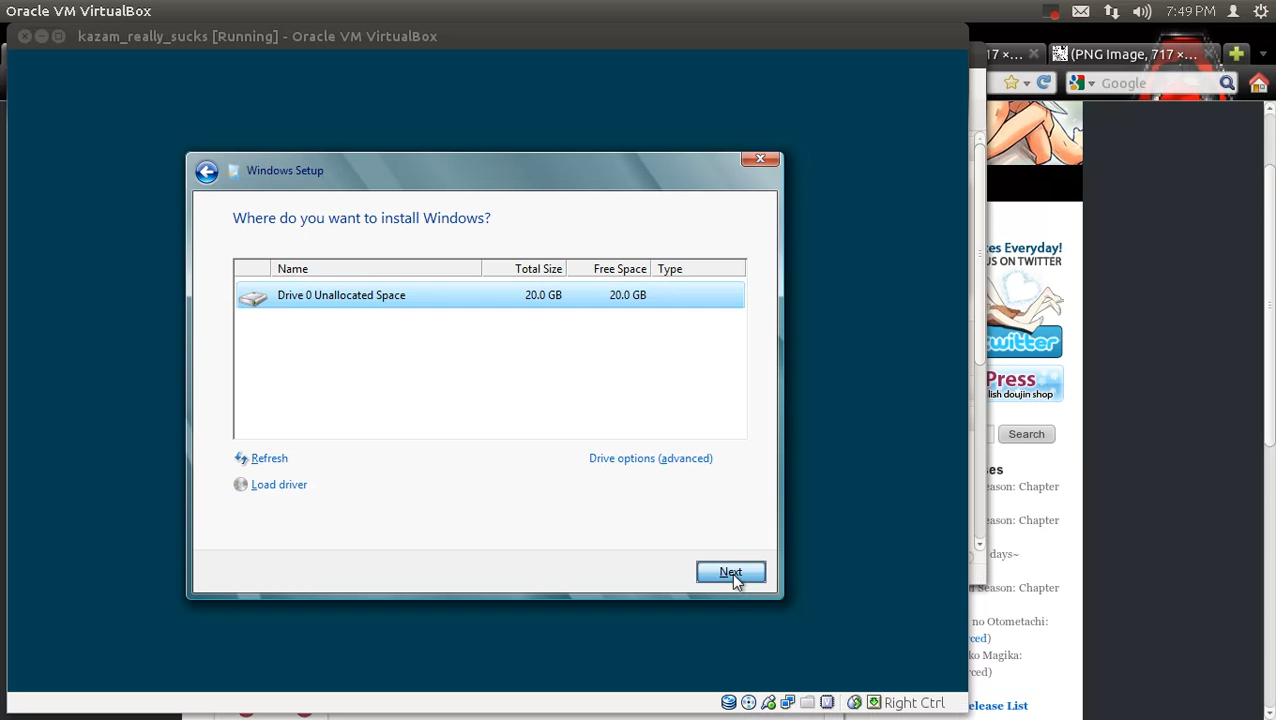 Oracle VM VirtualBox
7:49 PM
kazam_really_sucks [Running] - Oracle VM VirtualBox
17 ×...
(PNG Image, 717 ×...
Google
Windows Setup
Where do you want to install Windows?
Name Total Size Free Space Type
Drive 0 Unallocated Space 20.0 GB 20.0 GB
Refresh
Drive options (advanced)
Load driver
Next
tes Everyday!
US ON TWITTER
twitter
Press
lish doujin shop
Search
es
eason: Chapter
eason: Chapter
days~
Season: Chapter
no Otometachi:
ced)
ko Magika:
ced)
elease List
Right Ctrl